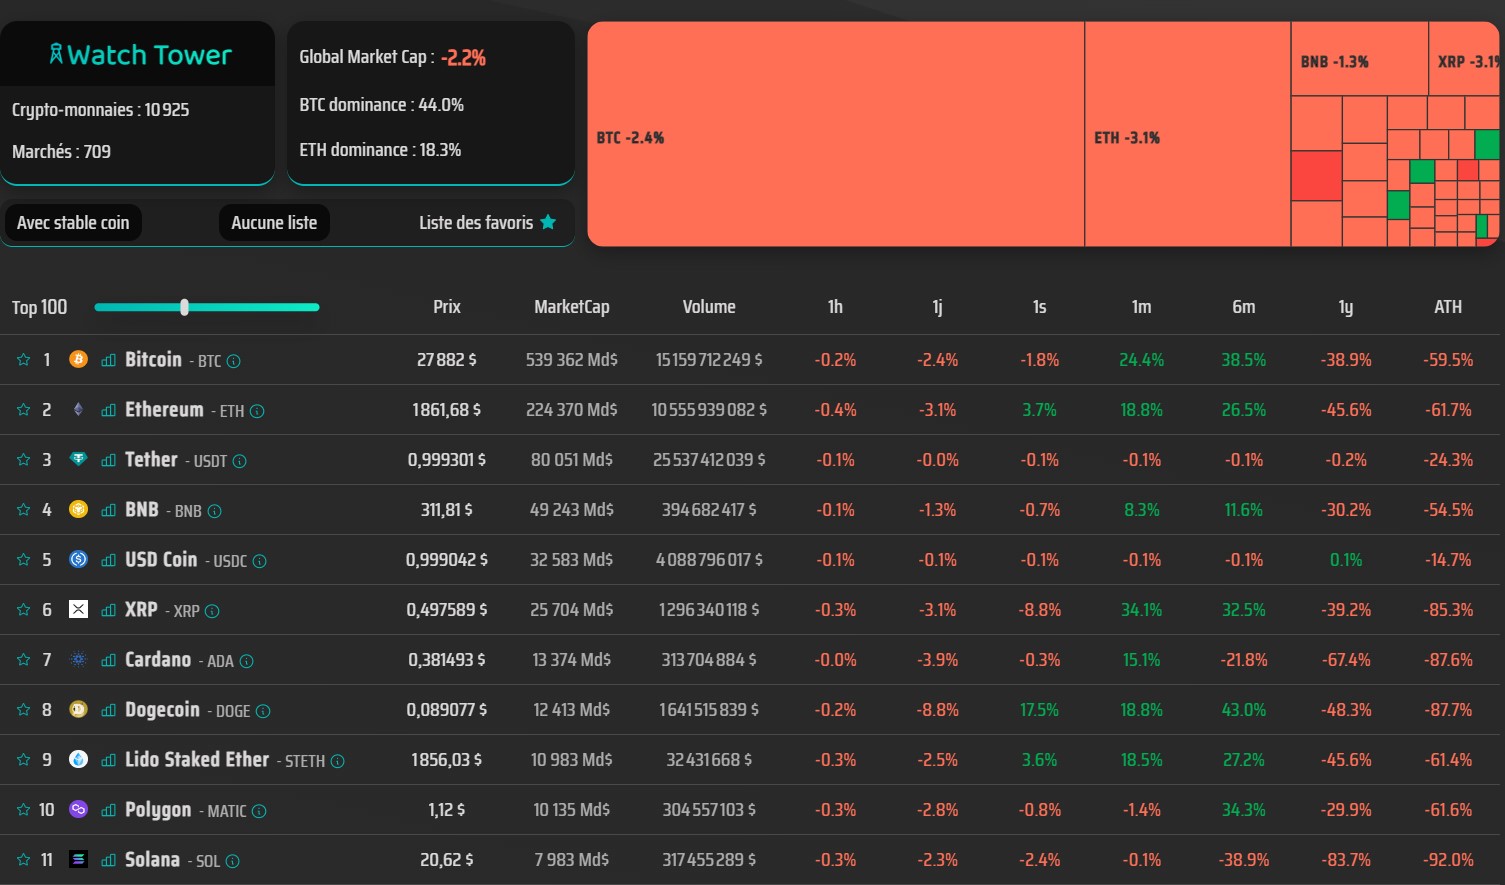 Watch Tower
Crypto-monnaies : 10 925
Marchés : 709
Global Market Cap : -2.2%
BTC dominance : 44.0%
ETH dominance : 18.3%
Avec stable coin Aucune liste Liste des favoris
BTC -2.4%
ETH -3.1%
BNB -1.3%
XRP -3.1%
Top 100 Prix MarketCap Volume 1h 1j 1s 1m 6m 1y ATH
1 Bitcoin - BTC 27 882 $ 539 362 Md$ 15 159 712 249 $ -0.2% -2.4% -1.8% 24.4% 38.5% -38.9% -59.5%
2 Ethereum - ETH 1 861,68 $ 224 370 Md$ 10 555 939 082 $ -0.4% -3.1% 3.7% 18.8% 26.5% -45.6% -61.7%
3 Tether - USDT 0,999301 $ 80 051 Md$ 25 537 412 039 $ -0.1% -0.0% -0.1% -0.1% -0.1% -0.2% -24.3%
4 BNB - BNB 311,81 $ 49 243 Md$ 394 682 417 $ -0.1% -1.3% -0.7% 8.3% 11.6% -30.2% -54.5%
5 USD Coin - USDC 0,999042 $ 32 583 Md$ 4 088 796 017 $ -0.1% -0.1% -0.1% -0.1% -0.1% 0.1% -14.7%
6 XRP - XRP 0,497589 $ 25 704 Md$ 1 296 340 118 $ -0.3% -3.1% -8.8% 34.1% 32.5% -39.2% -85.3%
7 Cardano - ADA 0,381493 $ 13 374 Md$ 313 704 884 $ -0.0% -3.9% -0.3% 15.1% -21.8% -67.4% -87.6%
8 Dogecoin - DOGE 0,089077 $ 12 413 Md$ 1 641 515 839 $ -0.2% -8.8% 17.5% 18.8% 43.0% -48.3% -87.7%
9 Lido Staked Ether - STETH 1 856,03 $ 10 983 Md$ 32 431 668 $ -0.3% -2.5% 3.6% 18.5% 27.2% -45.6% -61.4%
10 Polygon - MATIC 1,12 $ 10 135 Md$ 304 557 103 $ -0.3% -2.8% -0.8% -1.4% 34.3% -29.9% -61.6%
11 Solana - SOL 20,62 $ 7 983 Md$ 317 455 289 $ -0.3% -2.3% -2.4% -0.1% -38.9% -83.7% -92.0%